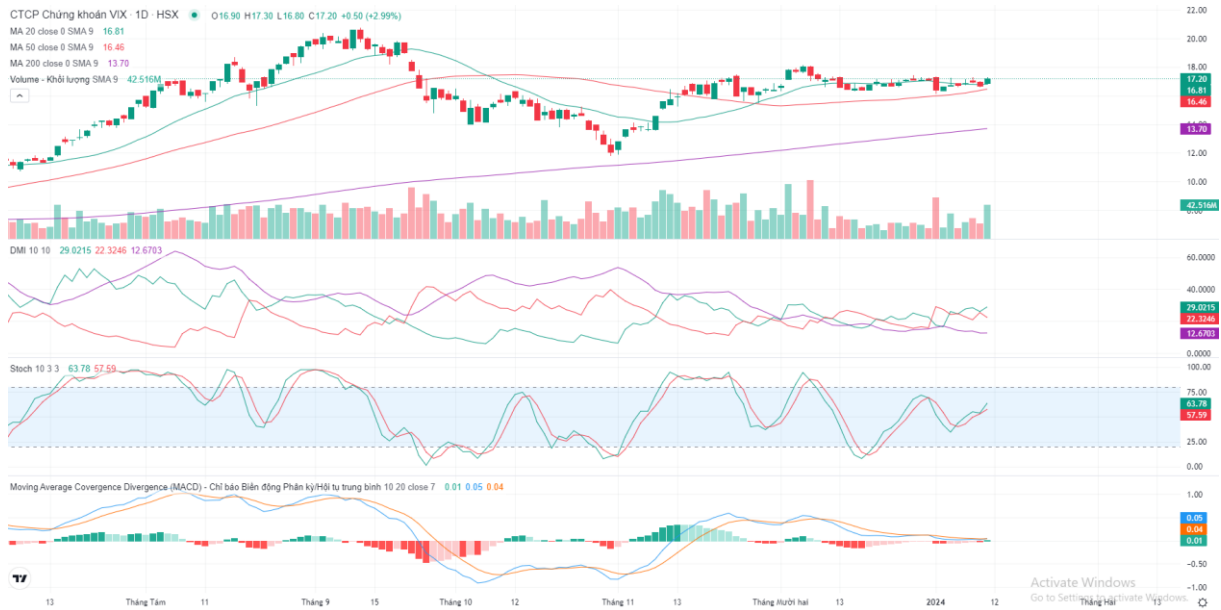 CTCP Chứng khoán VIX · 1D · HSX O16.90 H17.30 L16.80 C17.20 +0.50 (+2.99%)
MA 20 close 0 SMA 9 16.81
MA 50 close 0 SMA 9 16.46
MA 200 close 0 SMA 9 13.70
Volume - Khối lượng SMA 9 42.516M
22.00
20.00
18.00
17.20
16.81
16.46
14.00
13.70
12.00
10.00
42.516M
8.00
DMI 10 10 29.0215 22.3246 12.6703
60.0000
40.0000
29.0215
22.3246
12.6703
0.0000
Stoch 10 3 3 63.78 57.59
100.00
75.00
63.78
57.59
25.00
0.00
Moving Average Covergence Divergence (MACD) - Chỉ báo Biến động Phân kỳ/Hội tụ trung bình 10 20 close 7 0.01 0.05 0.04
1.00
0.05
0.04
0.01
-0.50
-1.00
Activate Windows
Go to Settings to activate Windows.
13 Tháng Tám 11 Tháng 9 15 Tháng 10 12 Tháng 11 13 Tháng Mười hai 13 2024 12 Tháng Hai 13